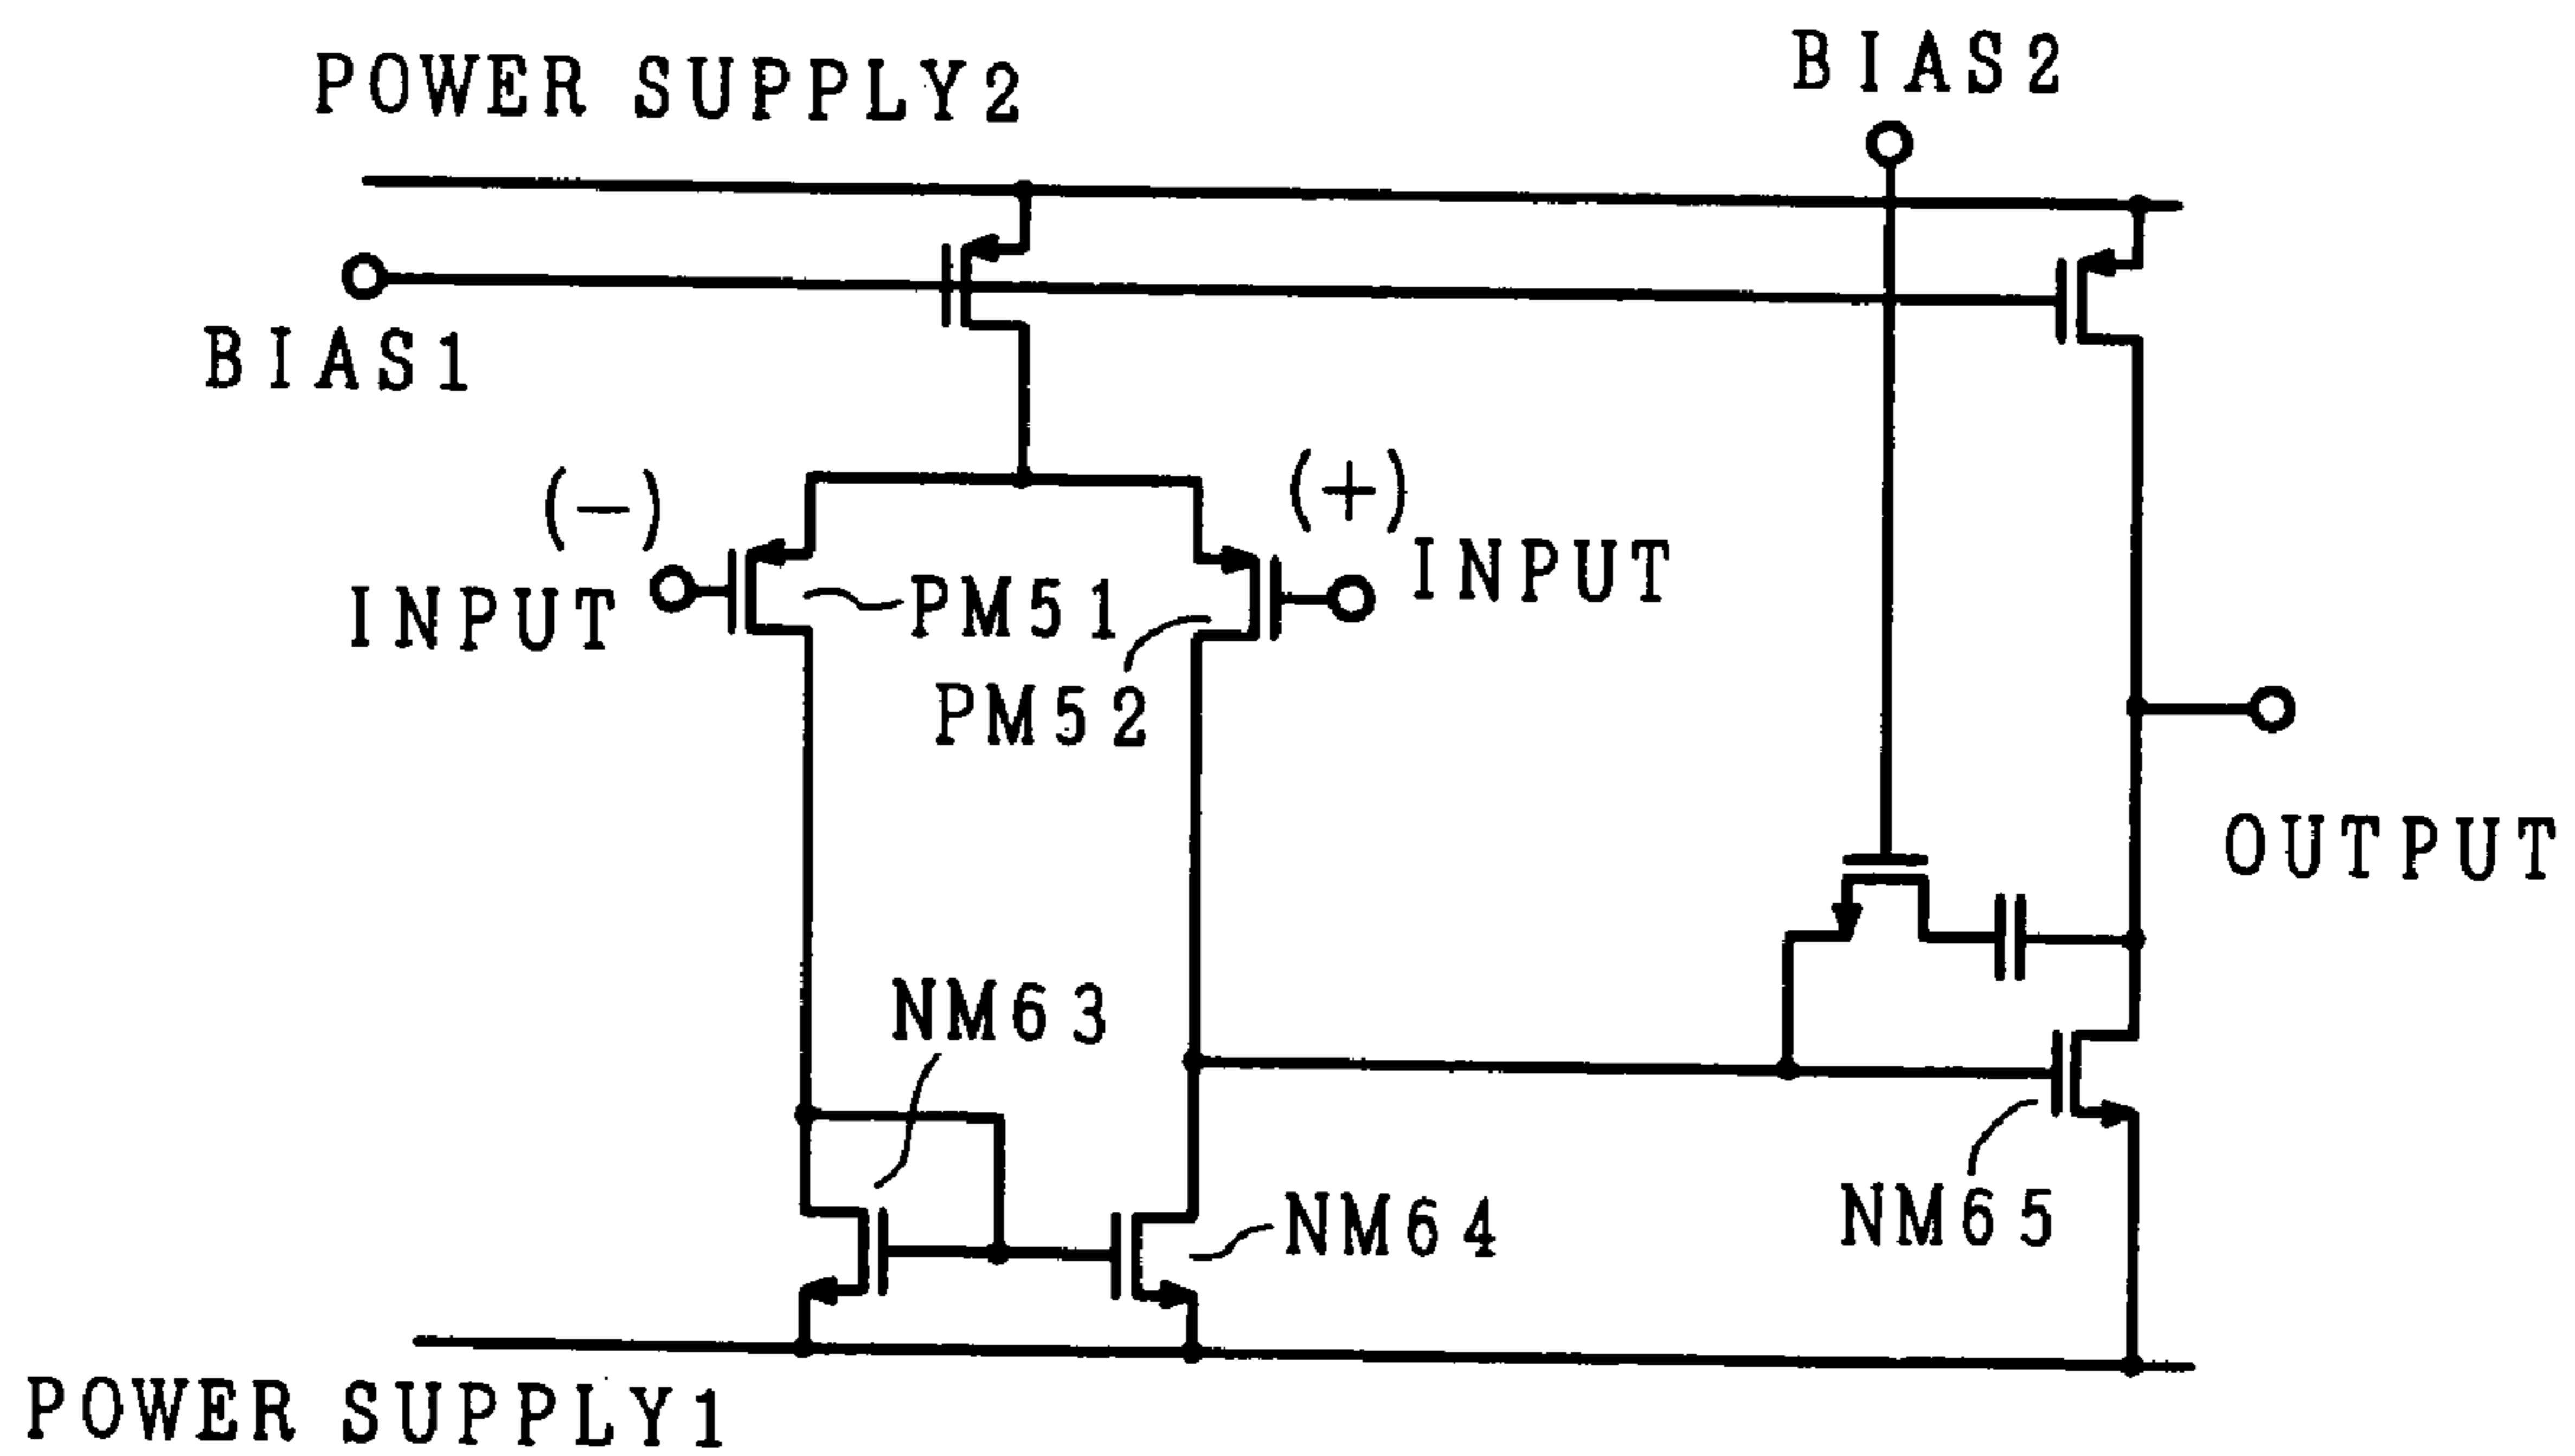 POWER SUPPLY2
BIAS2
BIAS1
(−)
INPUT
(+)
INPUT
PM51
PM52
OUTPUT
NM63
NM64
NM65
POWER SUPPLY1